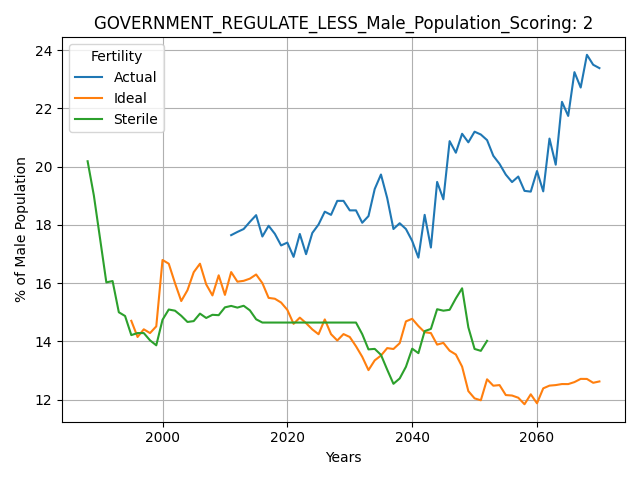 GOVERNMENT_REGULATE_LESS_Male_Population_Scoring: 2
Fertility
Actual
Ideal
Sterile
% of Male Population
24
22
20
18
16
14
12
2000 2020 2040 2060
Years